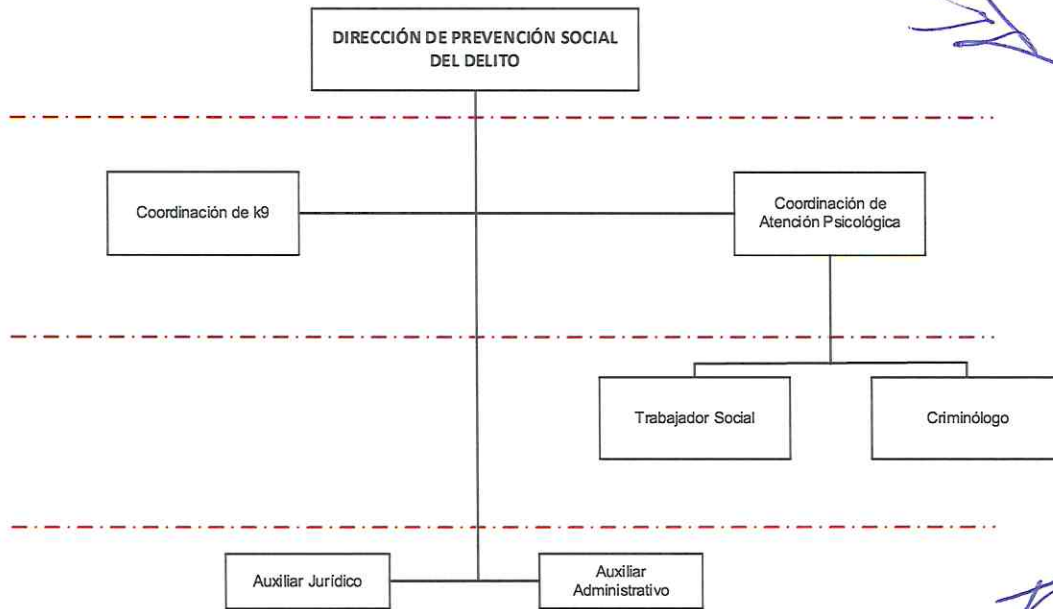 DIRECCIÓN DE PREVENCIÓN SOCIAL
DEL DELITO
Coordinación de k9
Coordinación de
Atención Psicológica
Trabajador Social
Criminólogo
Auxiliar Jurídico
Auxiliar
Administrativo